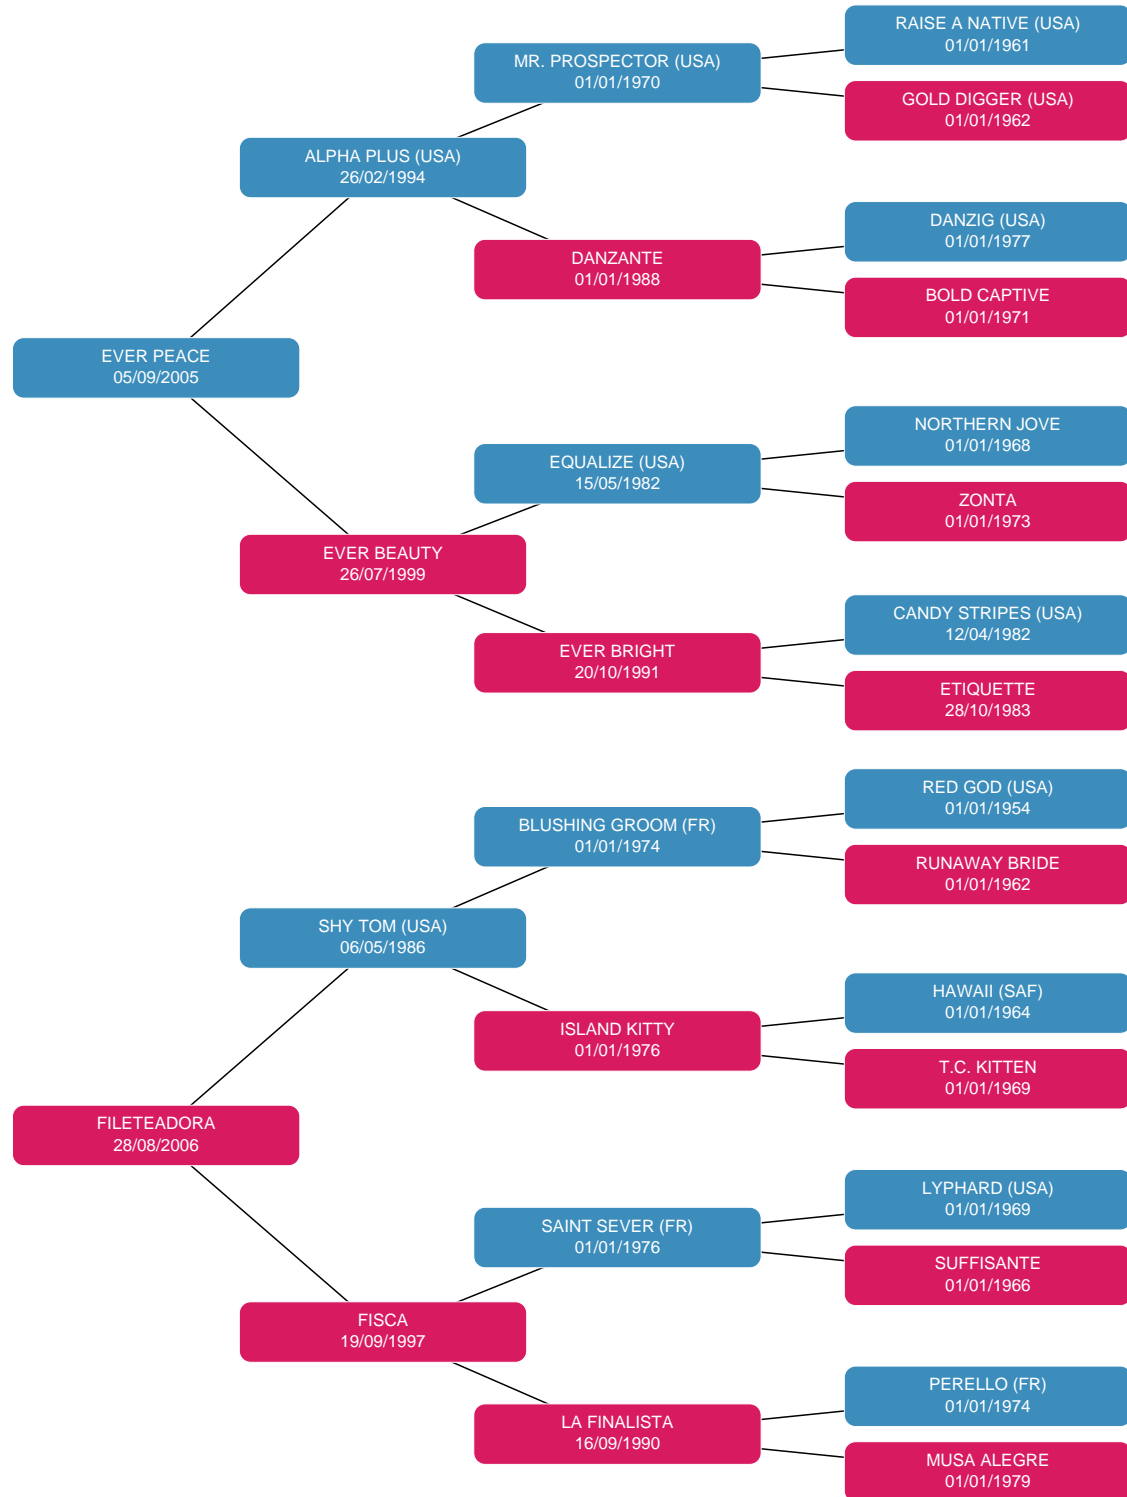 RAISE A NATIVE (USA)
01/01/1961
MR. PROSPECTOR (USA)
01/01/1970
GOLD DIGGER (USA)
01/01/1962
ALPHA PLUS (USA)
26/02/1994
DANZIG (USA)
01/01/1977
DANZANTE
01/01/1988
BOLD CAPTIVE
01/01/1971
EVER PEACE
05/09/2005
NORTHERN JOVE
01/01/1968
EQUALIZE (USA)
15/05/1982
ZONTA
01/01/1973
EVER BEAUTY
26/07/1999
CANDY STRIPES (USA)
12/04/1982
EVER BRIGHT
20/10/1991
ETIQUETTE
28/10/1983
RED GOD (USA)
01/01/1954
BLUSHING GROOM (FR)
01/01/1974
RUNAWAY BRIDE
01/01/1962
SHY TOM (USA)
06/05/1986
HAWAII (SAF)
01/01/1964
ISLAND KITTY
01/01/1976
T.C. KITTEN
01/01/1969
FILETEADORA
28/08/2006
LYPHARD (USA)
01/01/1969
SAINT SEVER (FR)
01/01/1976
SUFFISANTE
01/01/1966
FISCA
19/09/1997
PERELLO (FR)
01/01/1974
LA FINALISTA
16/09/1990
MUSA ALEGRE
01/01/1979